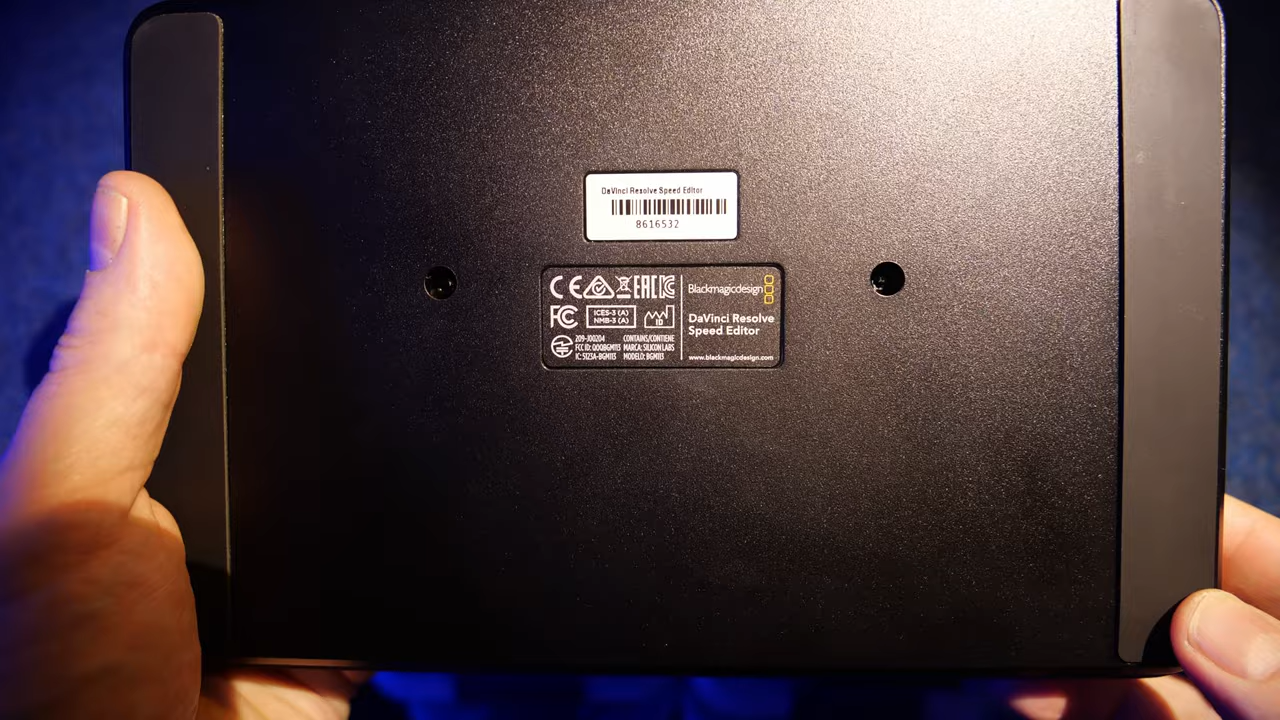 DaVinci Resolve Speed Editor
8616532
CE EAC
Blackmagicdesign
FC
ICES-3 (A)
NMB-3 (A)
DaVinci Resolve
Speed Editor
209-J00204
FCC ID: QOQBGM113
IC: 5123A-BGM113
CONTAINS/CONTIENE
MARCA: SILICON LABS
MODELO: BGM113
www.blackmagicdesign.com